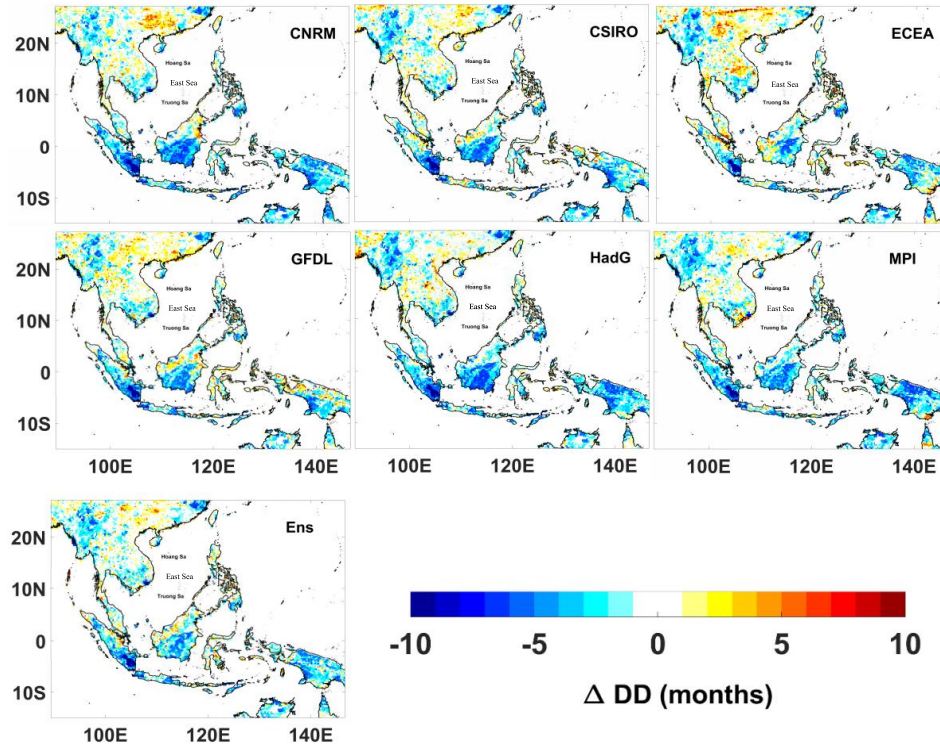 CNRM
CSIRO
ECEA
20N
10N
0
10S
Hoang Sa
East Sea
Truong Sa
Hoang Sa
East Sea
Truong Sa
Hoang Sa
East Sea
Truong Sa
GFDL
HadG
MPI
20N
10N
0
10S
Hoang Sa
East Sea
Truong Sa
Hoang Sa
East Sea
Truong Sa
Hoang Sa
East Sea
Truong Sa
100E 120E 140E
100E 120E 140E
100E 120E 140E
Ens
20N
10N
0
10S
Hoang Sa
East Sea
Truong Sa
100E 120E 140E
-10 -5 0 5 10
Δ DD (months)